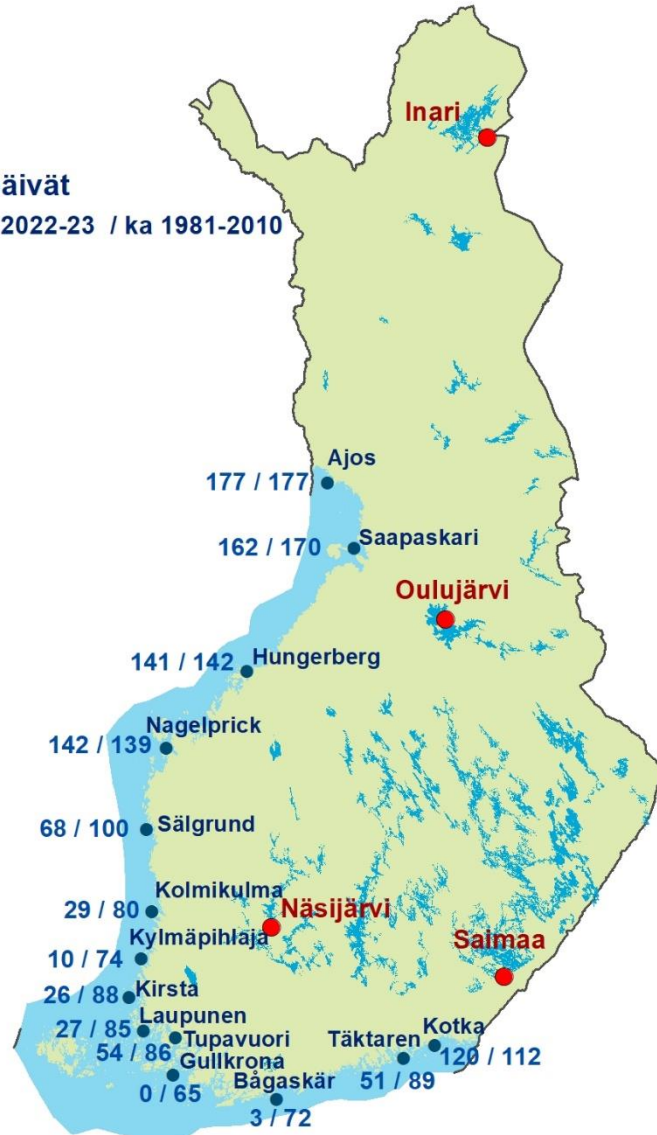 Inari
äivät
2022-23 / ka 1981-2010
Ajos
177 / 177
Saapaskari
162 / 170
Oulujärvi
Hungerberg
141 / 142
Nagelprick
142 / 139
Sälgrund
68 / 100
Kolmikulma
29 / 80
Näsijärvi
Kylmäpihlaja
10 / 74
Saimaa
Kirsta
26 / 88
Laupunen
27 / 85
Tupavuori
54 / 86
Täktaren
51 / 89
Kotka
120 / 112
Gullkrona
0 / 65
Bågaskär
3 / 72